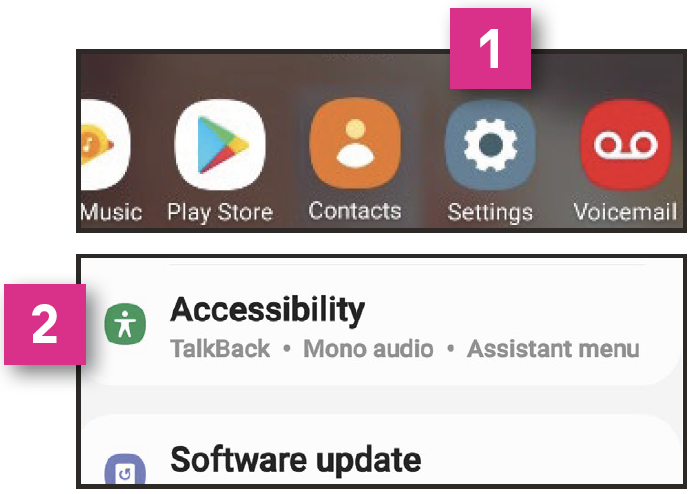 1
Music Play Store Contacts Settings Voicemail
2
Accessibility
TalkBack • Mono audio • Assistant menu
Software update